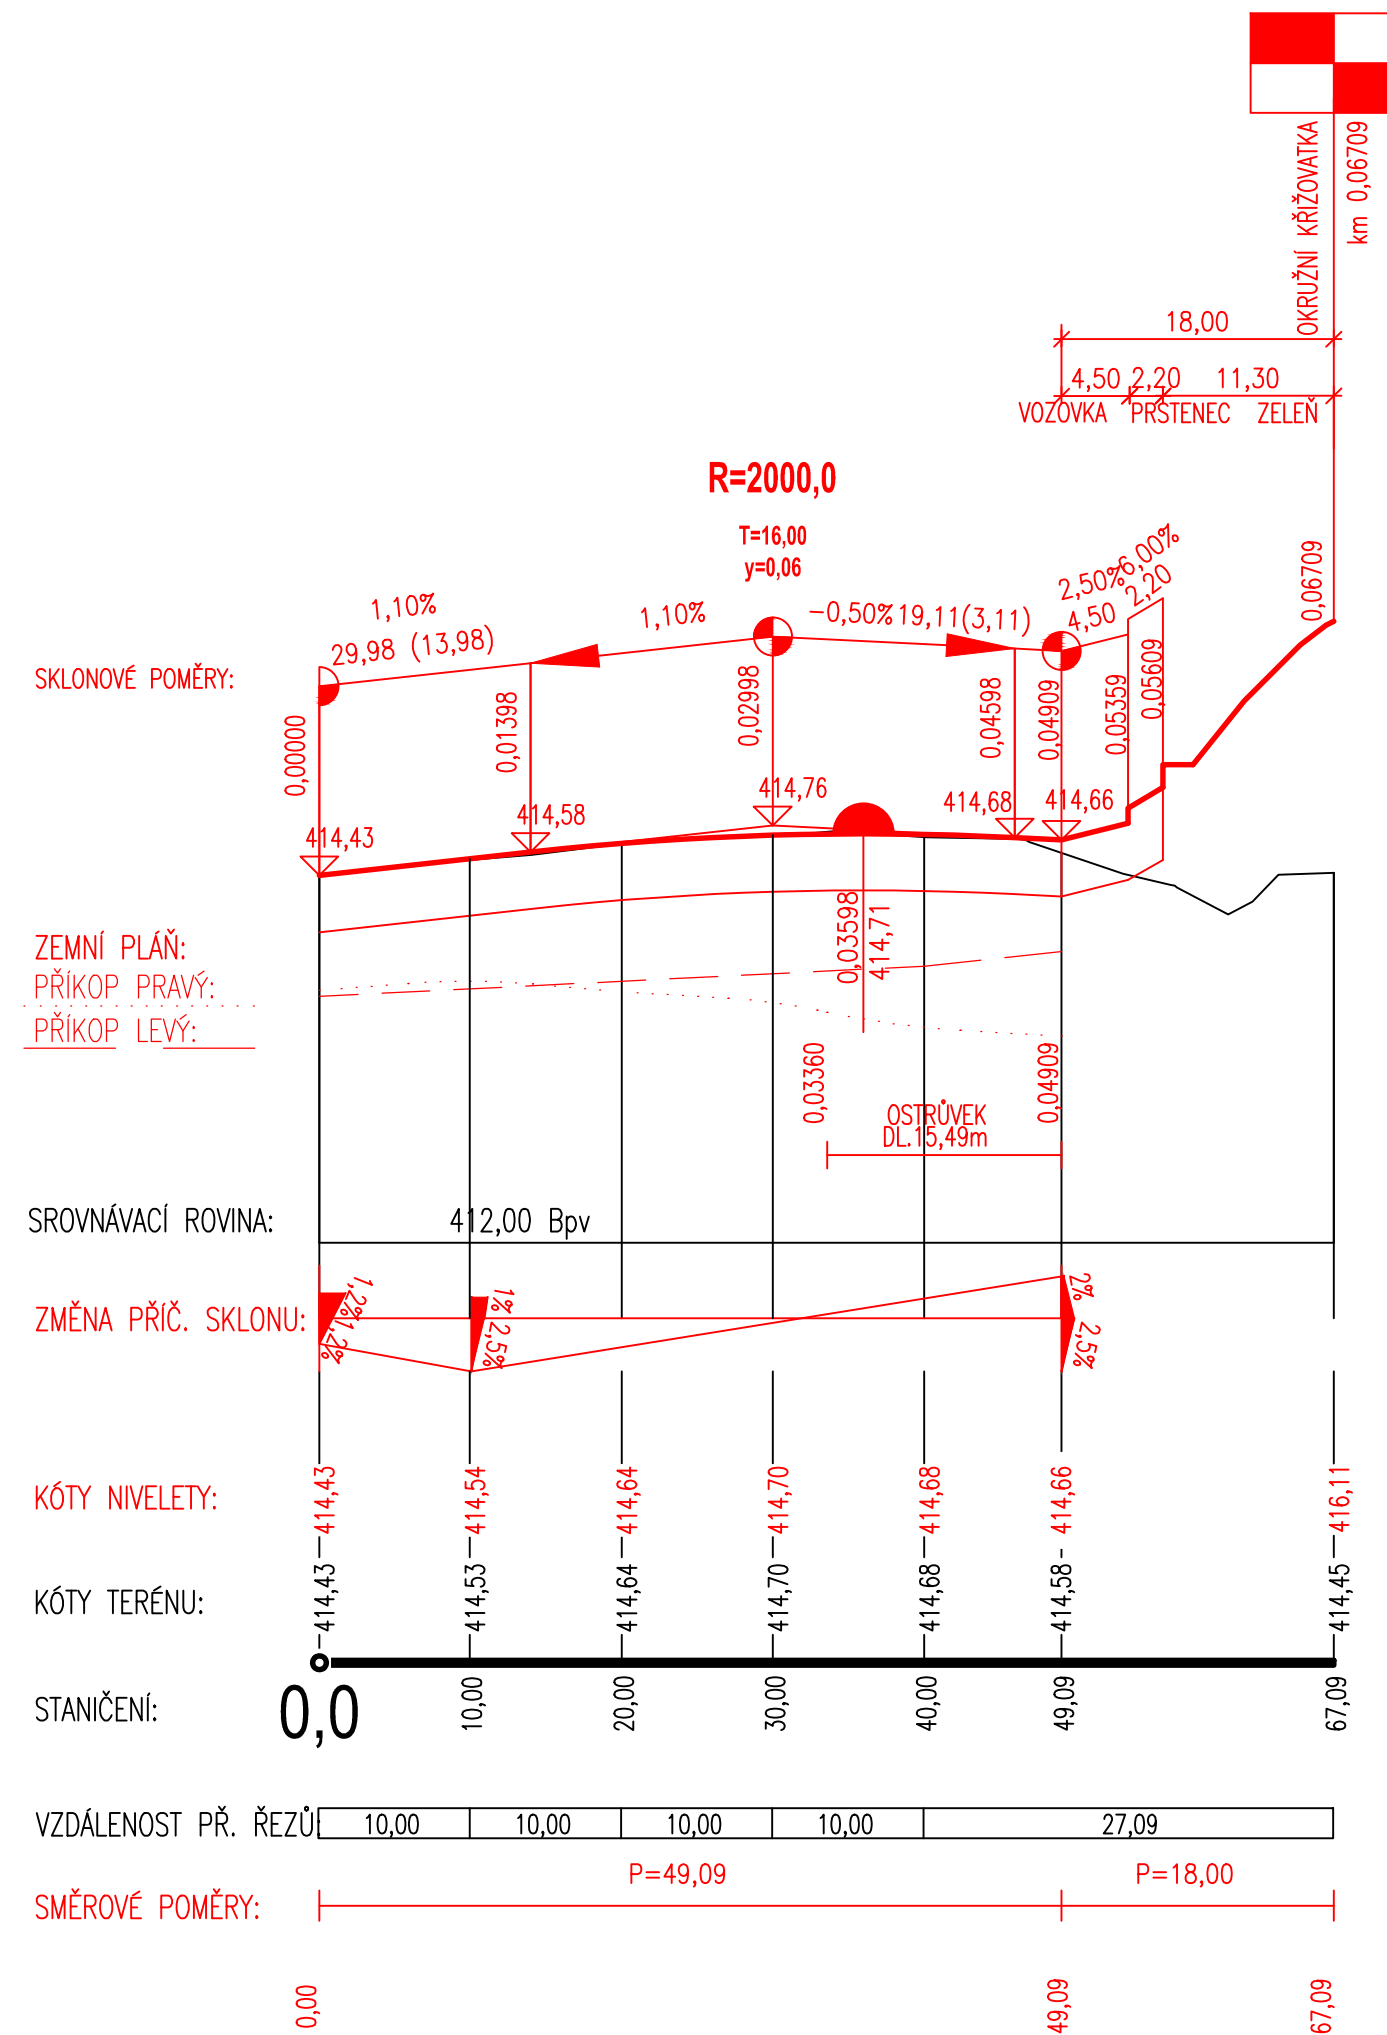 OKRUŽNÍ KŘIŽOVATKA
km 0,06709
18,00
4,50 2,20 11,30
VOZOVKA PRSTENEC ZELEŇ
R=2000,0
T=16,00
y=0,06
1,10%
29,98 (13,98)
1,10%
-0,50% 19,11(3,11)
2,50% 6,00%
4,50 2,20
0,06709
SKLONOVÉ POMĚRY:
0,00000
0,01398
0,02998
0,04598
0,04909
0,05359
0,05609
414,43
414,58
414,76
414,68
414,66
0,03598
414,71
ZEMNÍ PLÁŇ:
PŘÍKOP PRAVÝ:
PŘÍKOP LEVÝ:
0,03360
0,04909
OSTRŮVEK
DL.15,49m
SROVNÁVACÍ ROVINA: 412,00 Bpv
ZMĚNA PŘÍČ. SKLONU:
1,2% 1,2%
1% 2,5%
2% 2,5%
KÓTY NIVELETY: 414,43 414,54 414,64 414,70 414,68 414,66 416,11
KÓTY TERÉNU: 414,43 414,53 414,64 414,70 414,68 414,58 414,45
STANIČENÍ: 0,0 10,00 20,00 30,00 40,00 49,09 67,09
VZDÁLENOST PŘ. ŘEZŮ: 10,00 10,00 10,00 10,00 27,09
P=49,09 P=18,00
SMĚROVÉ POMĚRY:
0,00 49,09 67,09